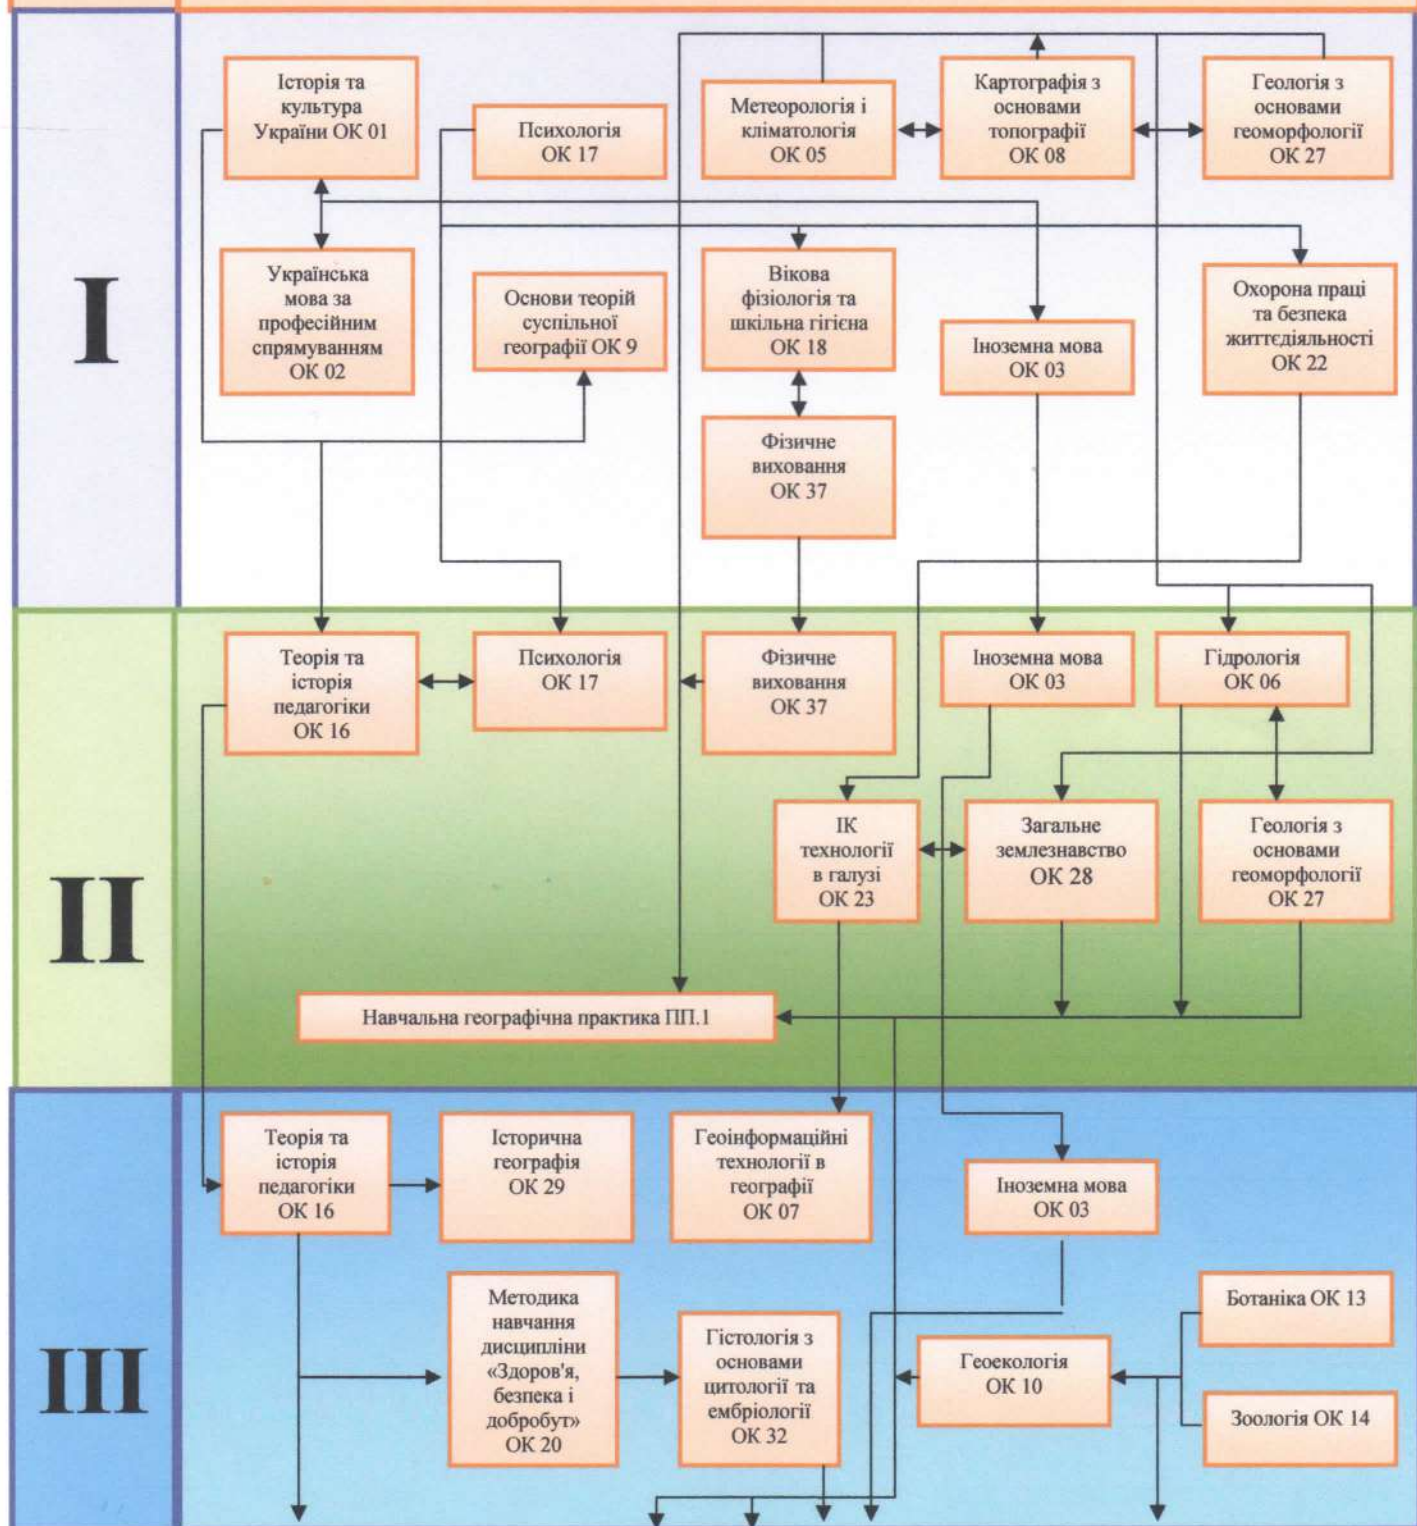 I
Історія та
культура
України ОК 01
Психологія
ОК 17
Метеорологія і
кліматологія
ОК 05
Картографія з
основами
топографії
ОК 08
Геологія з
основами
геоморфології
ОК 27
Українська
мова за
професійним
спрямуванням
ОК 02
Основи теорій
суспільної
географії ОК 9
Вікова
фізіологія та
шкільна гігієна
ОК 18
Іноземна мова
ОК 03
Охорона праці
та безпека
життєдіяльності
ОК 22
Фізичне
виховання
ОК 37
II
Теорія та
історія
педагогіки
ОК 16
Психологія
ОК 17
Фізичне
виховання
ОК 37
Іноземна мова
ОК 03
Гідрологія
ОК 06
ІК
технології
в галузі
ОК 23
Загальне
землезнавство
ОК 28
Геологія з
основами
геоморфології
ОК 27
Навчальна географічна практика ПП.1
III
Теорія та
історія
педагогіки
ОК 16
Історична
географія
ОК 29
Геоінформаційні
технології в
географії
ОК 07
Іноземна мова
ОК 03
Методика
навчання
дисципліни
«Здоров'я,
безпека і
добробут»
ОК 20
Гістологія з
основами
цитології та
ембріології
ОК 32
Геоекологія
ОК 10
Ботаніка ОК 13
Зоологія ОК 14